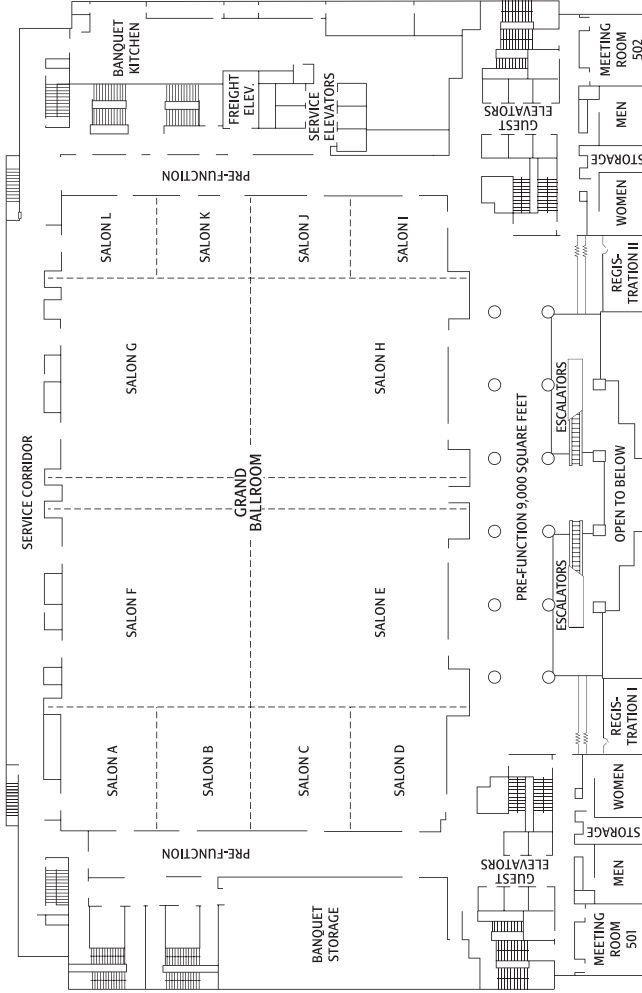 BANQUET
KITCHEN
FREIGHT
ELEV.
SERVICE
ELEVATORS
GUEST
ELEVATORS
MEETING
ROOM
502
MEN
STORAGE
WOMEN
REGIS-
TRATION II
PRE-FUNCTION
SALON L
SALON K
SALON J
SALON I
SERVICE CORRIDOR
SALON G
SALON H
GRAND
BALLROOM
SALON F
SALON E
PRE-FUNCTION 9,000 SQUARE FEET
ESCALATORS
OPEN TO BELOW
ESCALATORS
SALON A
SALON B
SALON C
SALON D
REGIS-
TRATION I
PRE-FUNCTION
BANQUET
STORAGE
GUEST
ELEVATORS
WOMEN
STORAGE
MEN
MEETING
ROOM
501